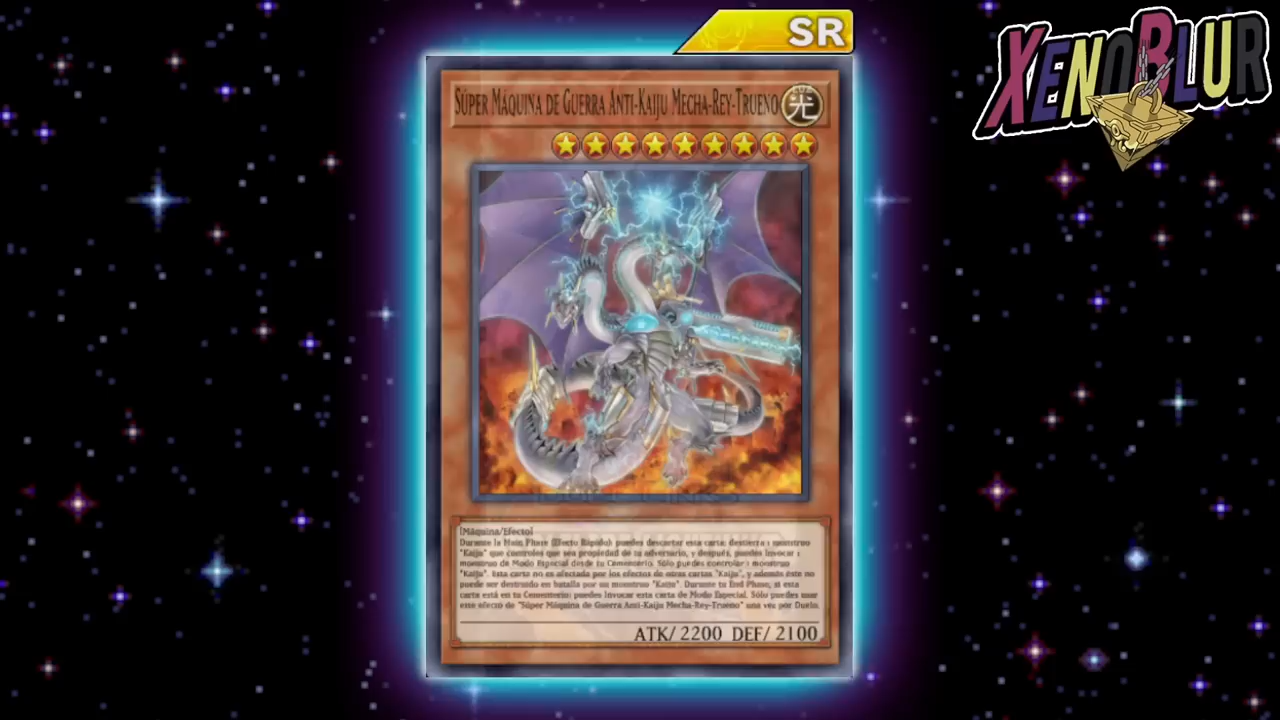 SR
XENOBLUR
SÚPER MÁQUINA DE GUERRA ANTI-KAIJU MECHA-REY-TRUENO
光
[Máquina/Efecto]
Durante la Main Phase (Efecto Rápido): puedes descartar esta carta destierra 1 monstruo
"Kaiju" que controles que sea propiedad de tu adversario, y después, puedes Invocar 1
monstruo de Modo Especial desde tu Cementerio. Sólo puedes controlar 1 monstruo
"Kaiju". Esta carta no es afectada por los efectos de otras cartas "Kaiju", y además éste no
puede ser destruido en batalla por un monstruo "Kaiju". Durante tu End Phase, si esta
carta está en tu Cementerio: puedes Invocar esta carta de Modo Especial. Sólo puedes usar
este efecto de "Súper Máquina de Guerra Anti-Kaiju Mecha-Rey-Trueno" una vez por Duelo.
ATK/ 2200 DEF/ 2100